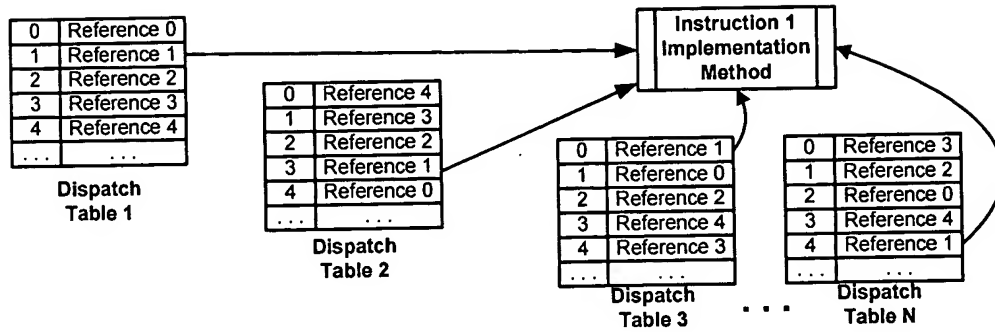 0 Reference 0
1 Reference 1
2 Reference 2
3 Reference 3
4 Reference 4
. . . . . .
Dispatch
Table 1
0 Reference 4
1 Reference 3
2 Reference 2
3 Reference 1
4 Reference 0
. . . . . .
Dispatch
Table 2
Instruction 1
Implementation
Method
0 Reference 1
1 Reference 0
2 Reference 2
3 Reference 4
4 Reference 3
. . . . . .
Dispatch
Table 3
. . .
0 Reference 3
1 Reference 2
2 Reference 0
3 Reference 4
4 Reference 1
. . . . . .
Dispatch
Table N